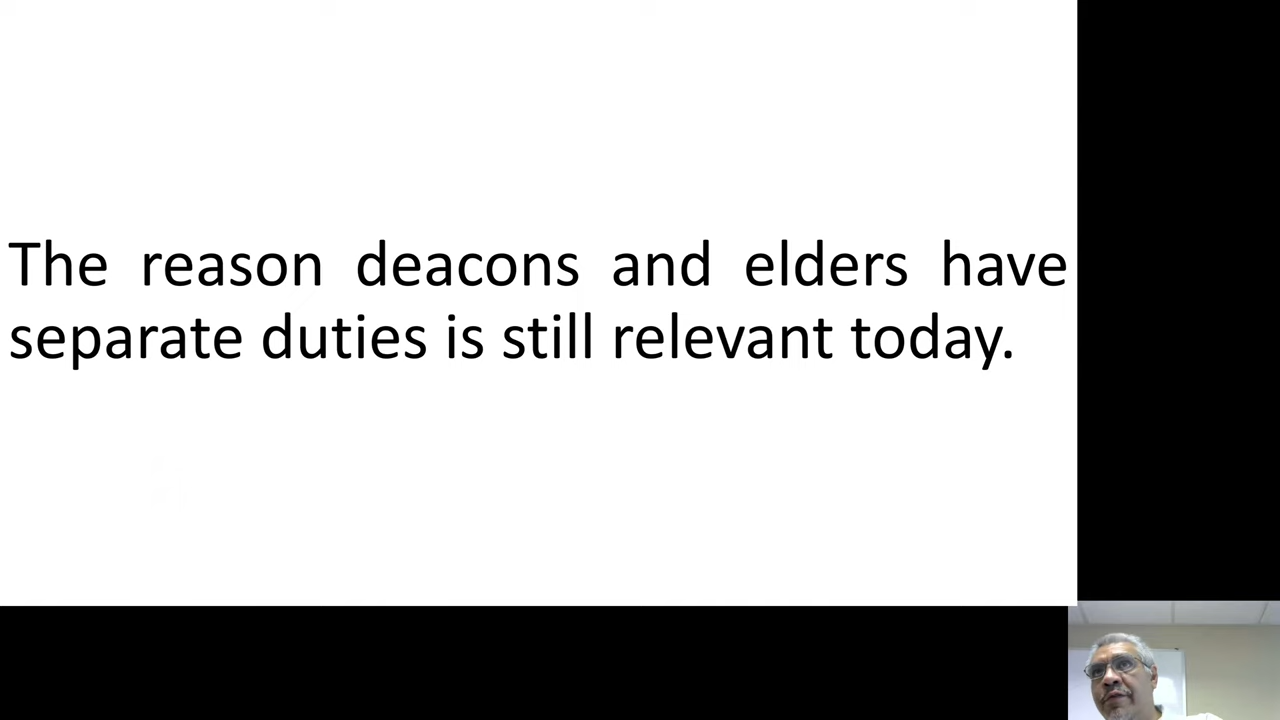 The reason deacons and elders have
separate duties is still relevant today.